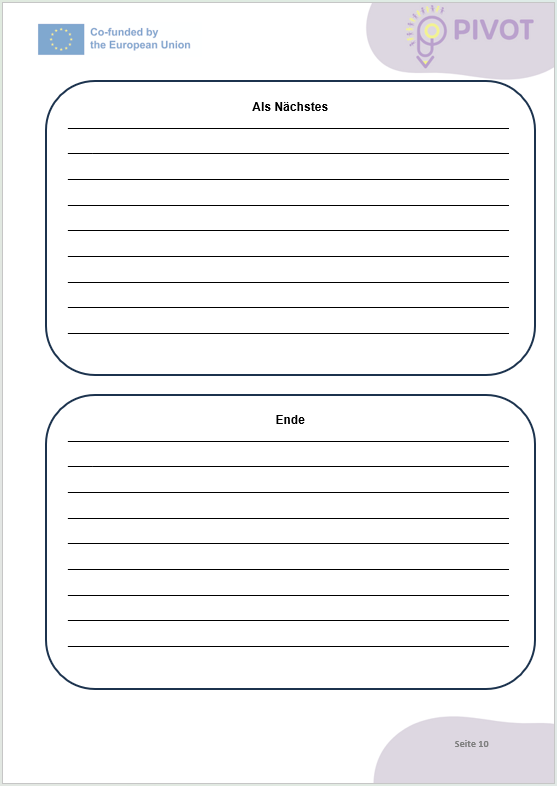 Co-funded by
the European Union
PIVOT
Als Nächstes
Ende
Seite 10